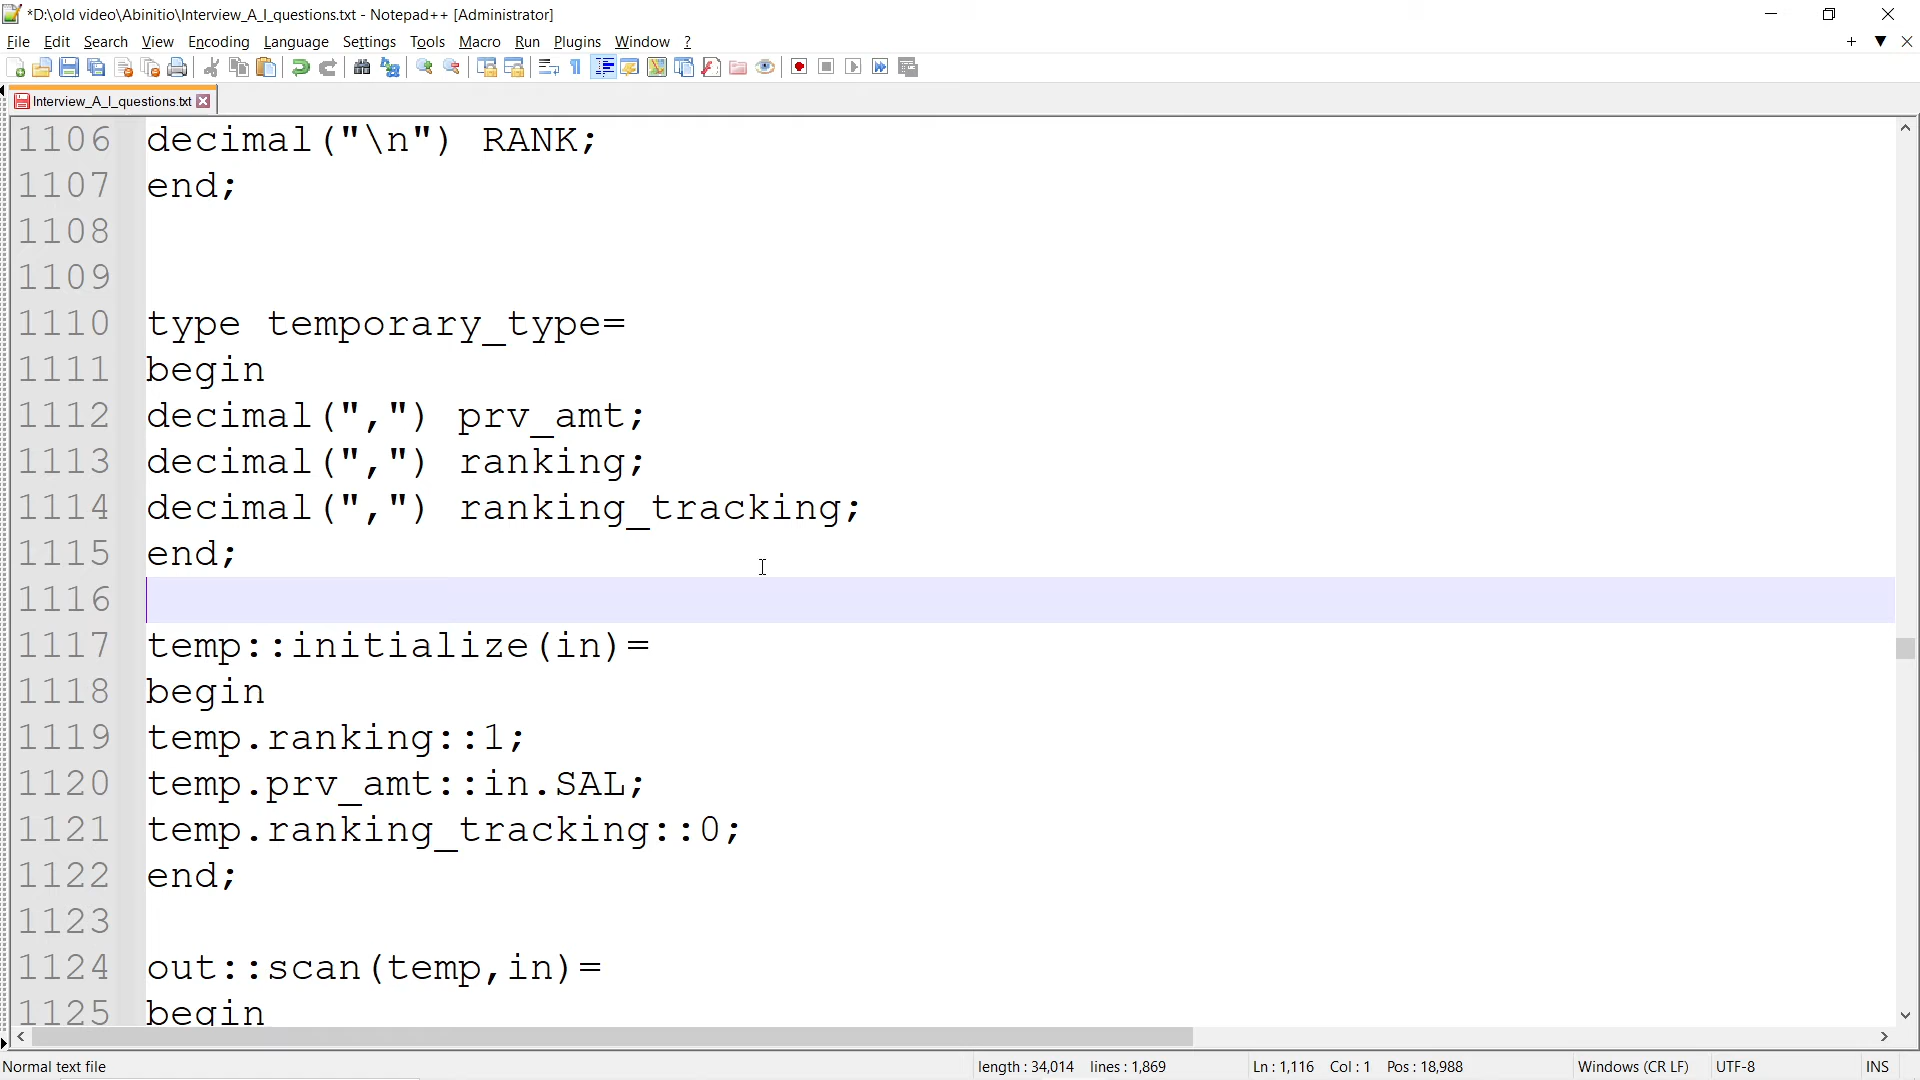 *D:\old video\Abinitio\Interview_A_I_questions.txt - Notepad++ [Administrator]
File Edit Search View Encoding Language Settings Tools Macro Run Plugins Window ?
Interview_A_I_questions.txt
1106 decimal("\n") RANK;
1107 end;
1108
1109
1110 type temporary_type=
1111 begin
1112 decimal(",") prv_amt;
1113 decimal(",") ranking;
1114 decimal(",") ranking_tracking;
1115 end;
1116
1117 temp::initialize(in)=
1118 begin
1119 temp.ranking::1;
1120 temp.prv_amt::in.SAL;
1121 temp.ranking_tracking::0;
1122 end;
1123
1124 out::scan(temp,in)=
1125 begin
Normal text file length : 34,014 lines : 1,869 Ln : 1,116 Col : 1 Pos : 18,988 Windows (CR LF) UTF-8 INS